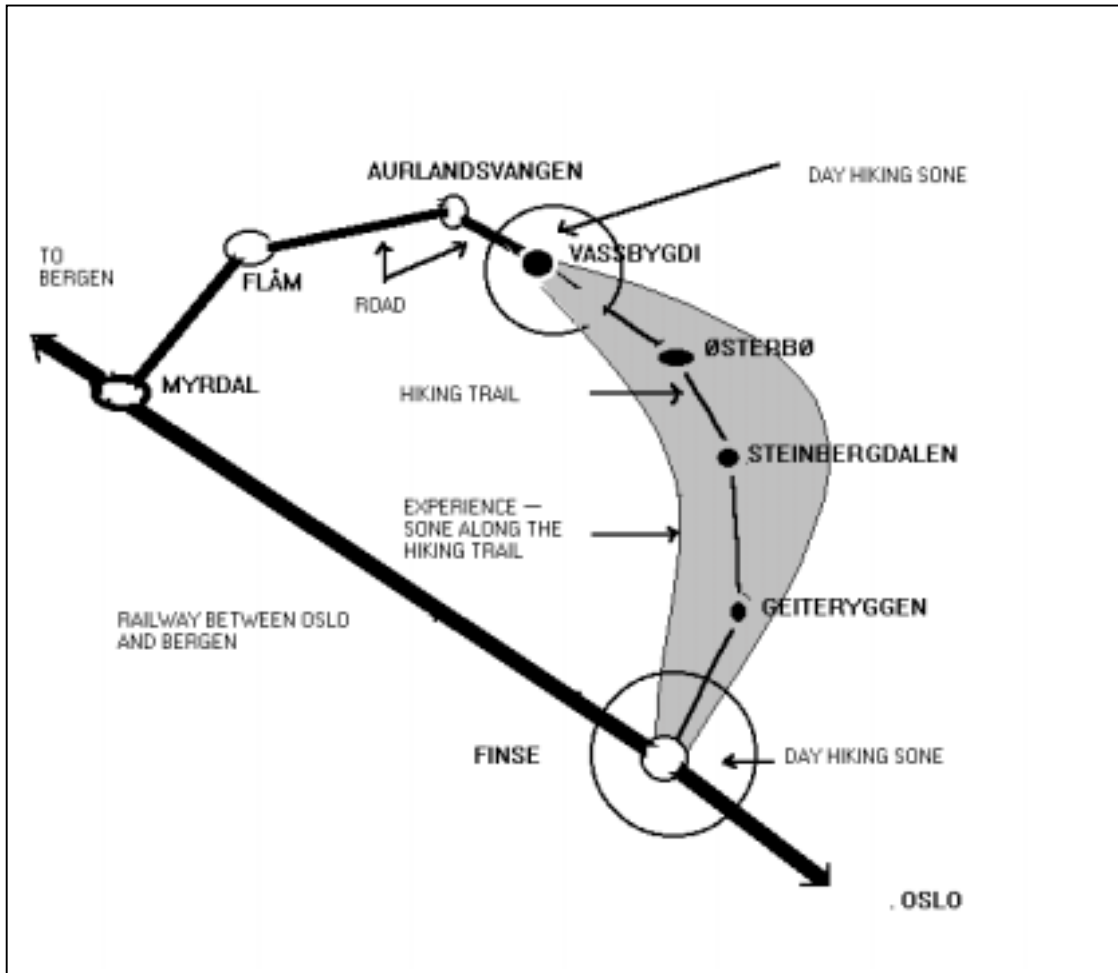 AURLANDSVANGEN
DAY HIKING SONE
TO
BERGEN
VASSBYGDI
FLÅM
ROAD
ØSTERBØ
MYRDAL
HIKING TRAIL
STEINBERGDALEN
EXPERIENCE —
SONE ALONG THE
HIKING TRAIL
GEITERYGGEN
RAILWAY BETWEEN OSLO
AND BERGEN
FINSE
DAY HIKING SONE
. OSLO